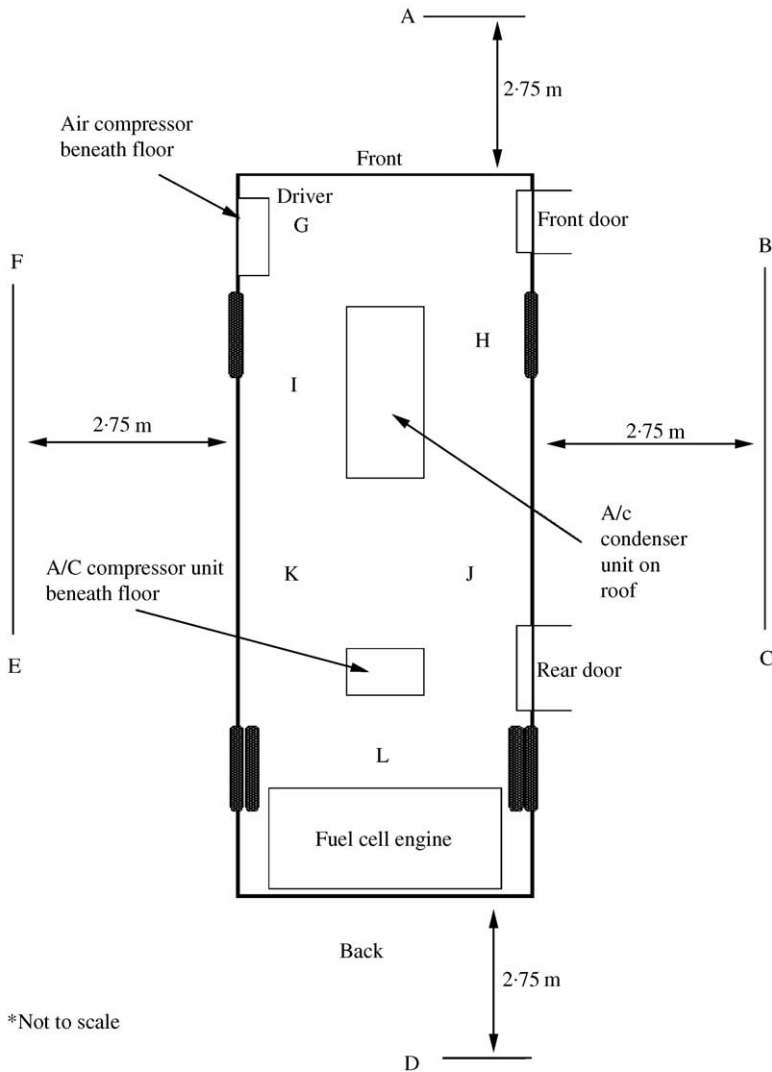 A
2·75 m
Air compressor
beneath floor
Front
Driver
G
Front door
F
B
H
I
2·75 m
2·75 m
A/c
condenser
unit on
roof
A/C compressor unit
beneath floor
K
J
E
Rear door
C
L
Fuel cell engine
Back
2·75 m
*Not to scale
D